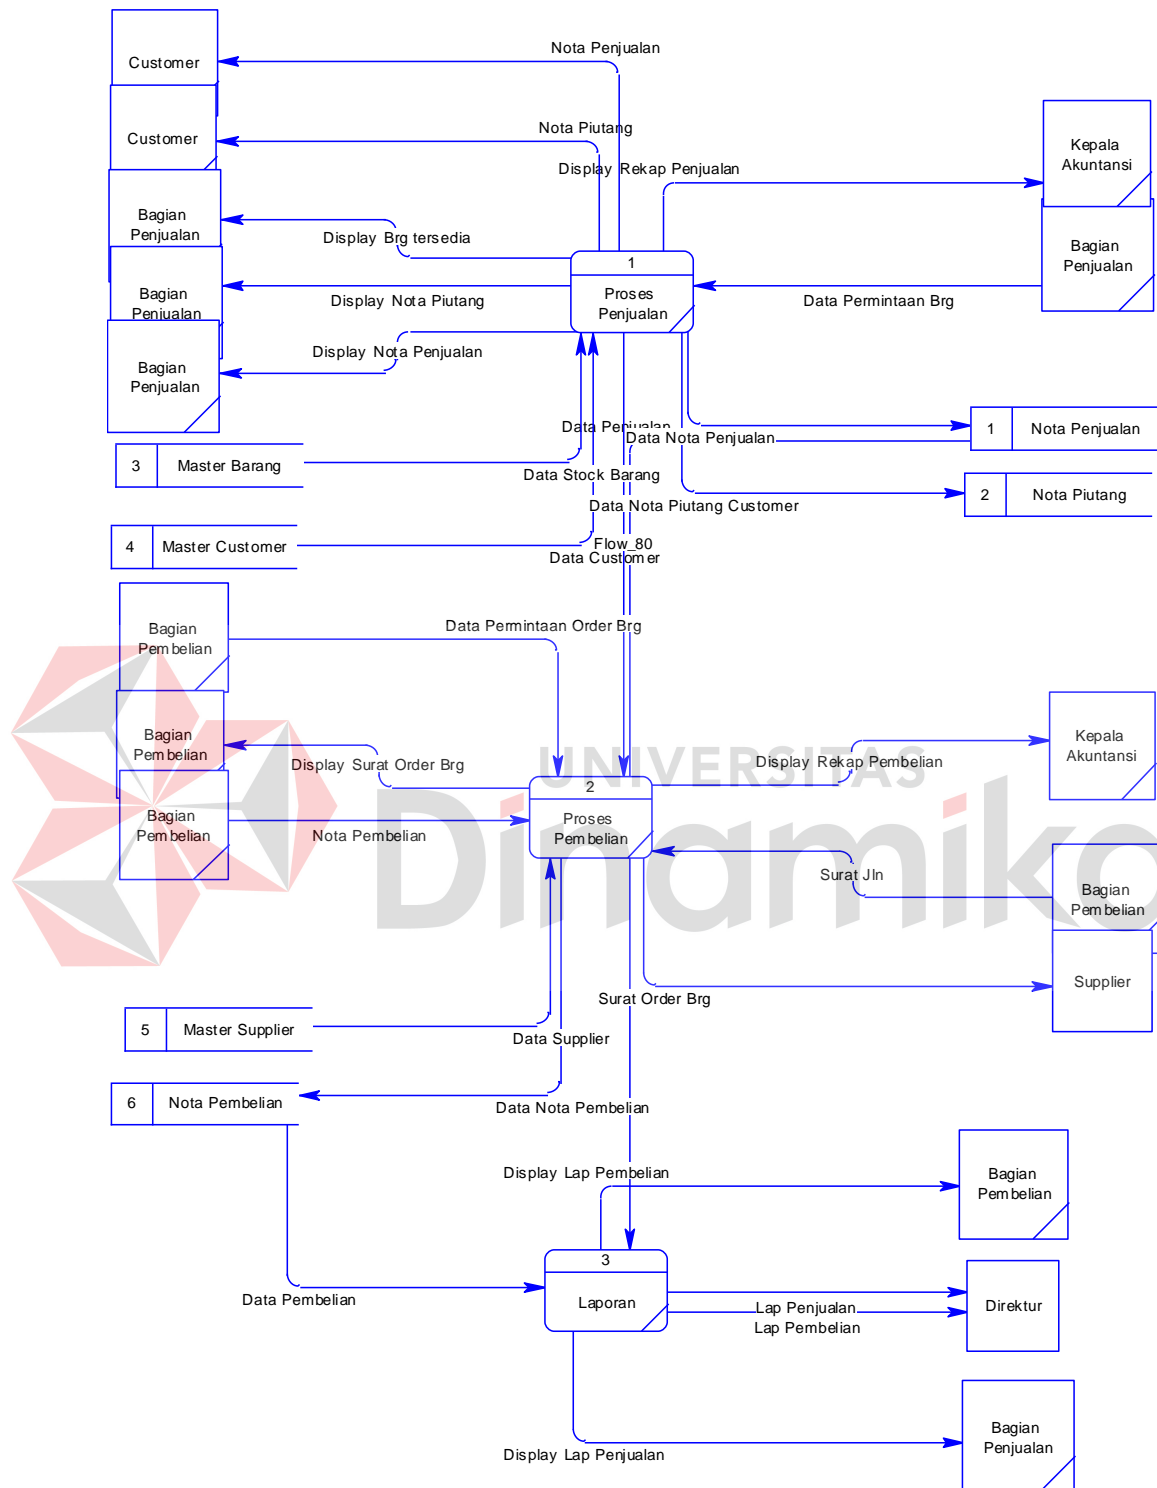 Nota Penjualan
Customer
Nota Piutang
Customer
Display Rekap Penjualan
Kepala
Akuntansi
Bagian
Penjualan
Display Brg tersedia
Bagian
Penjualan
1
Proses
Penjualan
Bagian
Penjualan
Display Nota Piutang
Data Permintaan Brg
Display Nota Penjualan
Bagian
Penjualan
Data Penjualan
Data Nota Penjualan
1 Nota Penjualan
3 Master Barang
Data Stock Barang
2 Nota Piutang
Data Nota Piutang Customer
4 Master Customer
Flow_80
Data Customer
Bagian
Pembelian
Data Permintaan Order Brg
Bagian
Pembelian
Display Surat Order Brg
UNIVERSITAS
Dinamika
Display Rekap Pembelian
Kepala
Akuntansi
2
Proses
Pembelian
Bagian
Pembelian
Nota Pembelian
Surat Jln
Bagian
Pembelian
Surat Order Brg
Supplier
5 Master Supplier
Data Supplier
6 Nota Pembelian
Data Nota Pembelian
Display Lap Pembelian
Bagian
Pembelian
3
Laporan
Data Pembelian
Lap Penjualan
Lap Pembelian
Direktur
Display Lap Penjualan
Bagian
Penjualan